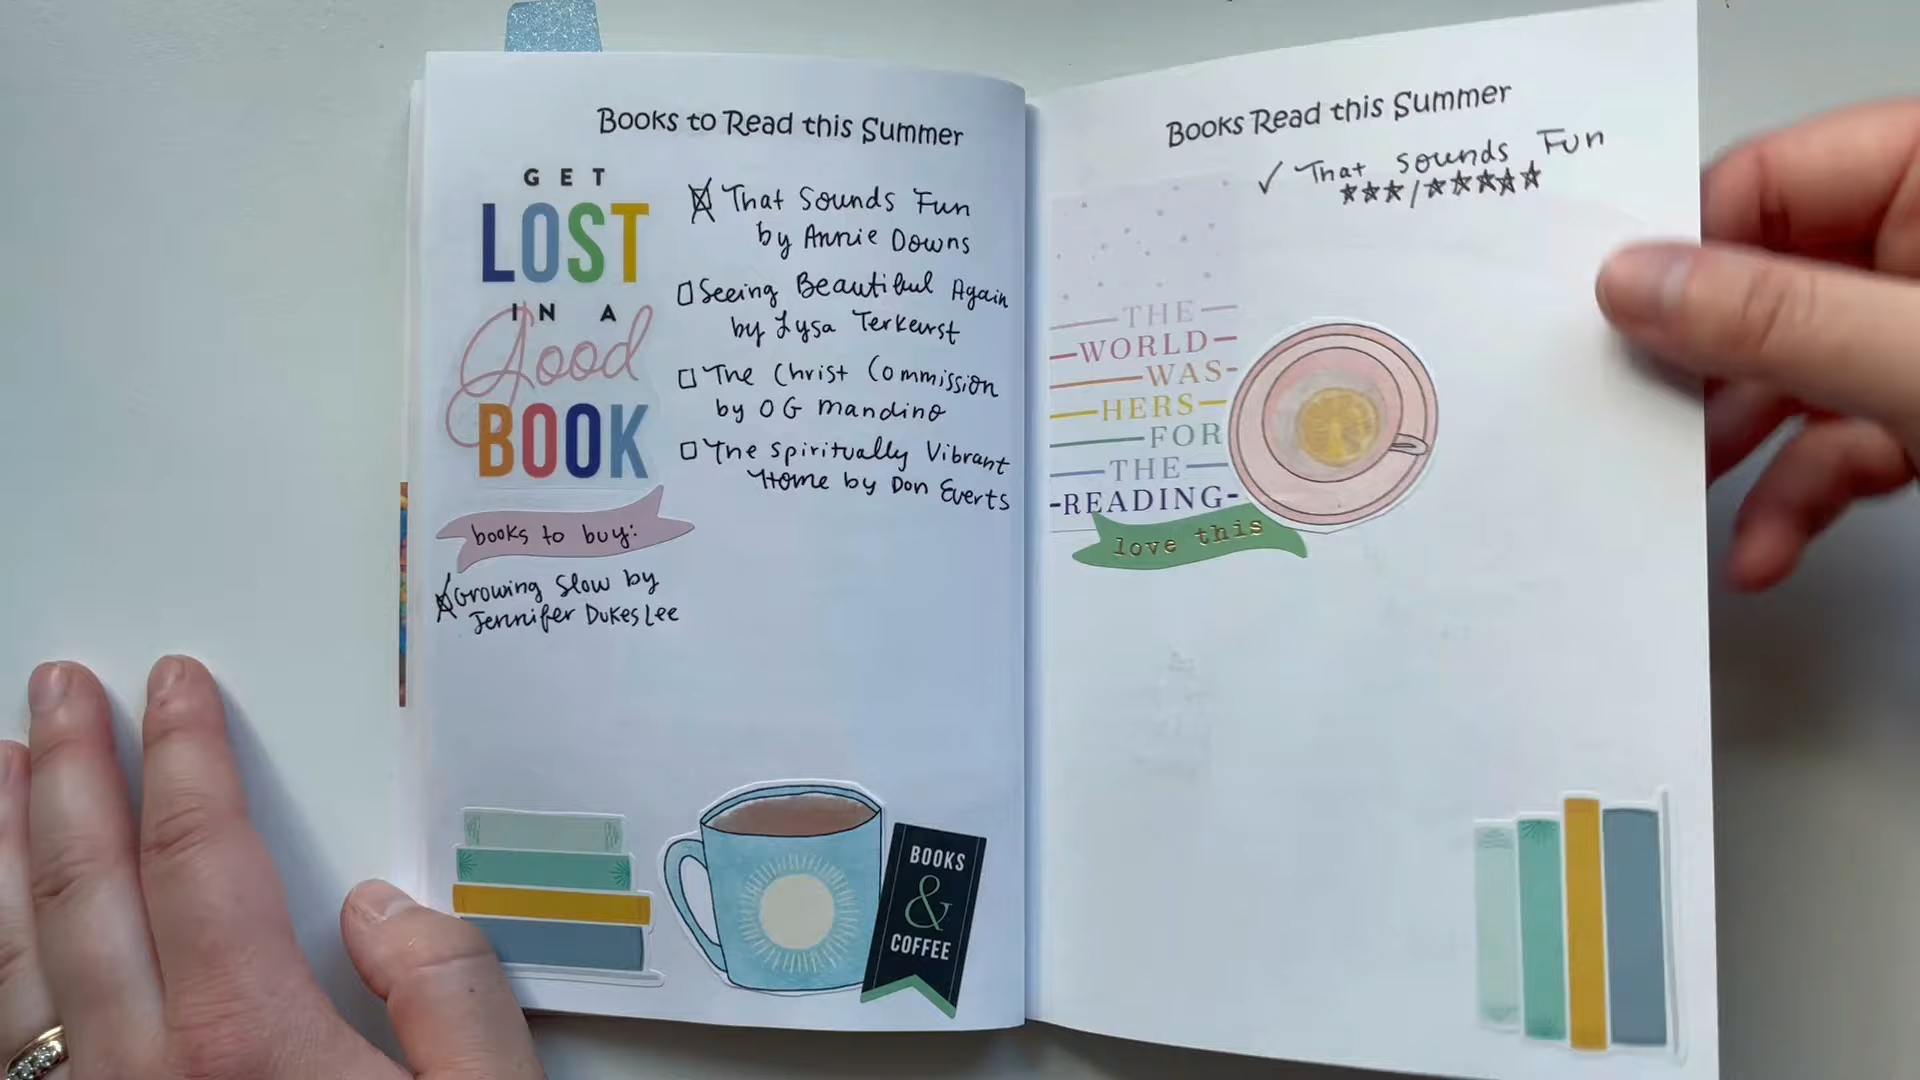 Books to Read this Summer
GET
LOST
IN A
Good
BOOK
That Sounds Fun
by Annie Downs
Seeing Beautiful Again
by Lysa Terkeurst
The Christ Commission
by OG Mandino
The Spiritually Vibrant
Home by Don Everts
books to buy:
Growing Slow by
Jennifer Dukes Lee
BOOKS
&
COFFEE
Books Read this Summer
✓ That Sounds Fun
★★★/★★★★★
THE
WORLD
WAS
HERS
FOR
THE
READING
love this